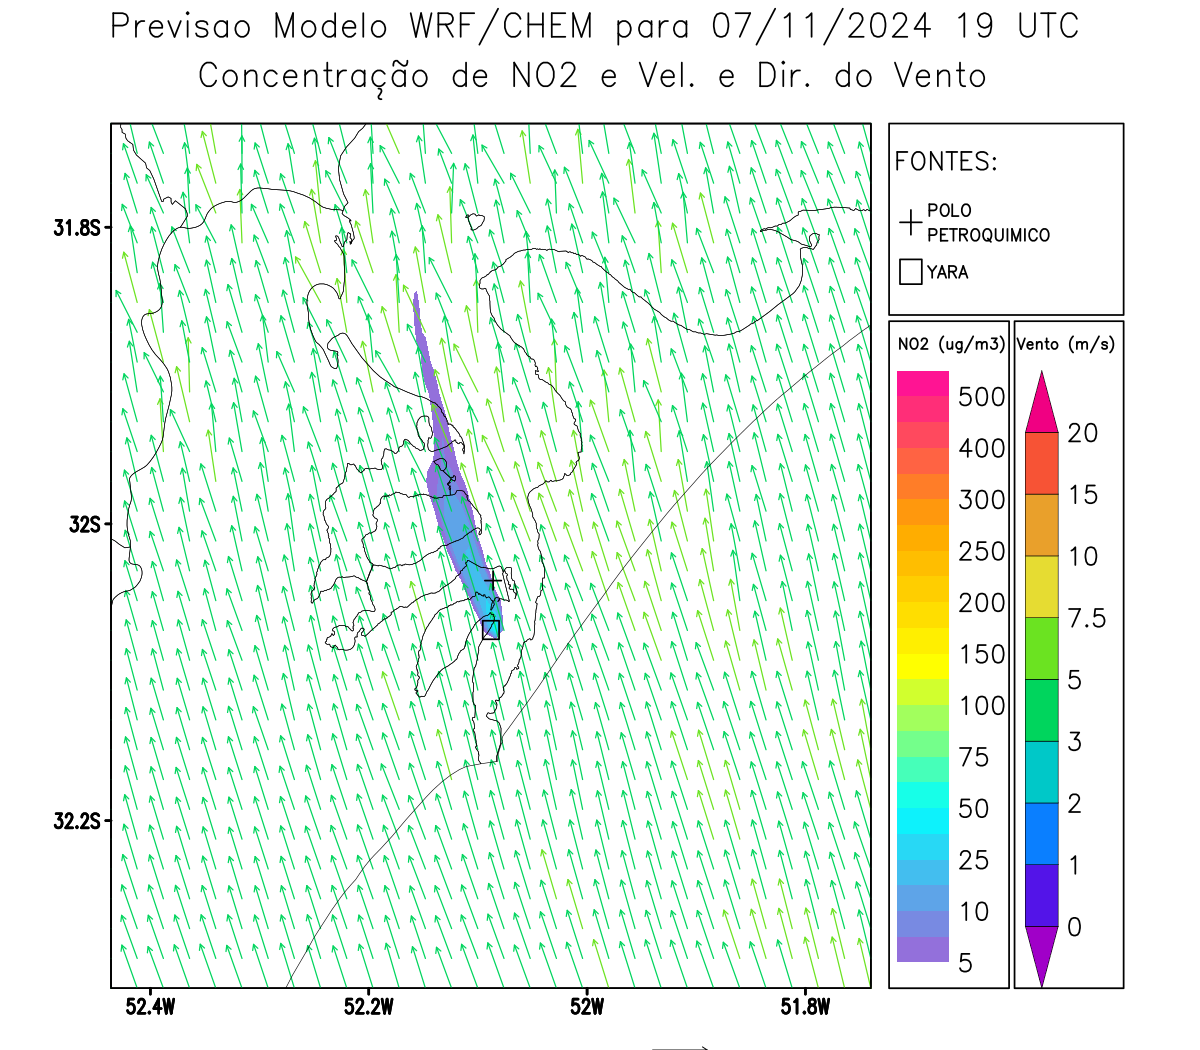 Previsao Modelo WRF/CHEM para 07/11/2024 19 UTC
Concentração de NO2 e Vel. e Dir. do Vento
FONTES:
POLO
PETROQUIMICO
YARA
31.8S
32S
32.2S
52.4W
52.2W
52W
51.8W
NO2 (ug/m3)
500
400
300
250
200
150
100
75
50
25
10
5
Vento (m/s)
20
15
10
7.5
5
3
2
1
0